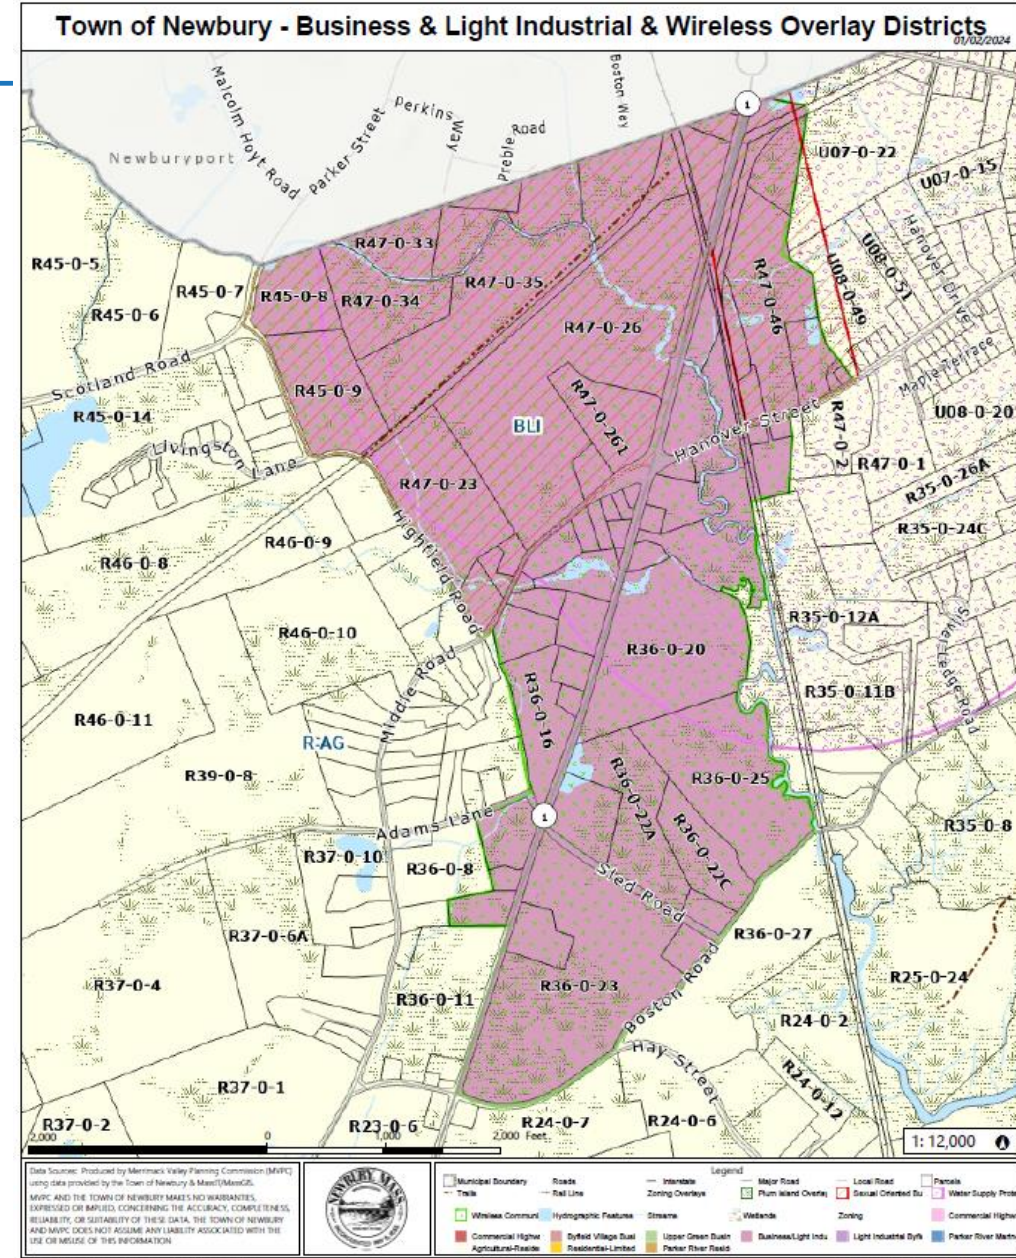 Town of Newbury - Business & Light Industrial & Wireless Overlay Districts
01/02/2024
Malcolm Hoyt Road
Parker Street
Perkins Way
Preble Road
Boston Way
Newburyport
1
U07-0-22
U07-0-15
R47-0-33
R45-0-5
R45-0-7
R45-0-8
R47-0-34
R47-0-35
R47-0-46
U08-0-49
U08-0-51
Hanover Drive
R45-0-6
R47-0-26
Scotland Road
R45-0-9
Maple Terrace
R45-0-14
R47-0-261
BLI
Hanover Street
R47-0-2
U08-0-20
Livingston Lane
R47-0-23
R47-0-1
R35-0-26A
R35-0-24C
Highfield Road
R46-0-9
R46-0-8
R46-0-10
R35-0-12A
Silverledge Road
R36-0-20
Middle Road
R36-0-16
R35-0-11B
R46-0-11
R-AG
R39-0-8
R36-0-22A
R36-0-25
Adams Lane
1
R36-0-22C
R35-0-8
R37-0-10
R36-0-8
Sled Road
R37-0-6A
R36-0-27
R37-0-4
R36-0-11
R36-0-23
Boston Road
R25-0-24
R24-0-2
Hay Street
R37-0-1
R24-0-12
R37-0-2
R23-0-6
R24-0-7
R24-0-6
2,000 0 1,000 2,000 Feet
1: 12,000
Data Sources: Produced by Merrimack Valley Planning Commission (MVPC)
using data provided by the Town of Newbury & MassIT/MassGIS.
MVPC AND THE TOWN OF NEWBURY MAKES NO WARRANTIES,
EXPRESSED OR IMPLIED, CONCERNING THE ACCURACY, COMPLETENESS,
RELIABILITY, OR SUITABILITY OF THESE DATA. THE TOWN OF NEWBURY
AND MVPC DOES NOT ASSUME ANY LIABILITY ASSOCIATED WITH THE
USE OR MISUSE OF THIS INFORMATION
NEWBURY MASS
Legend
Municipal Boundary Roads Interstate Major Road Local Road Parcels
Trails Rail Line Zoning Overlays Plum Island Overlay Sexual Oriented Bu Water Supply Prote
Wireless Communi Hydrographic Features Streams Wetlands Zoning Commercial Highw
Commercial Highw Byfield Village Busi Upper Green Busin Business/Light Indu Light Industrial Byfi Parker River Marine
Agricultural-Reside Residential-Limited Parker River Resid